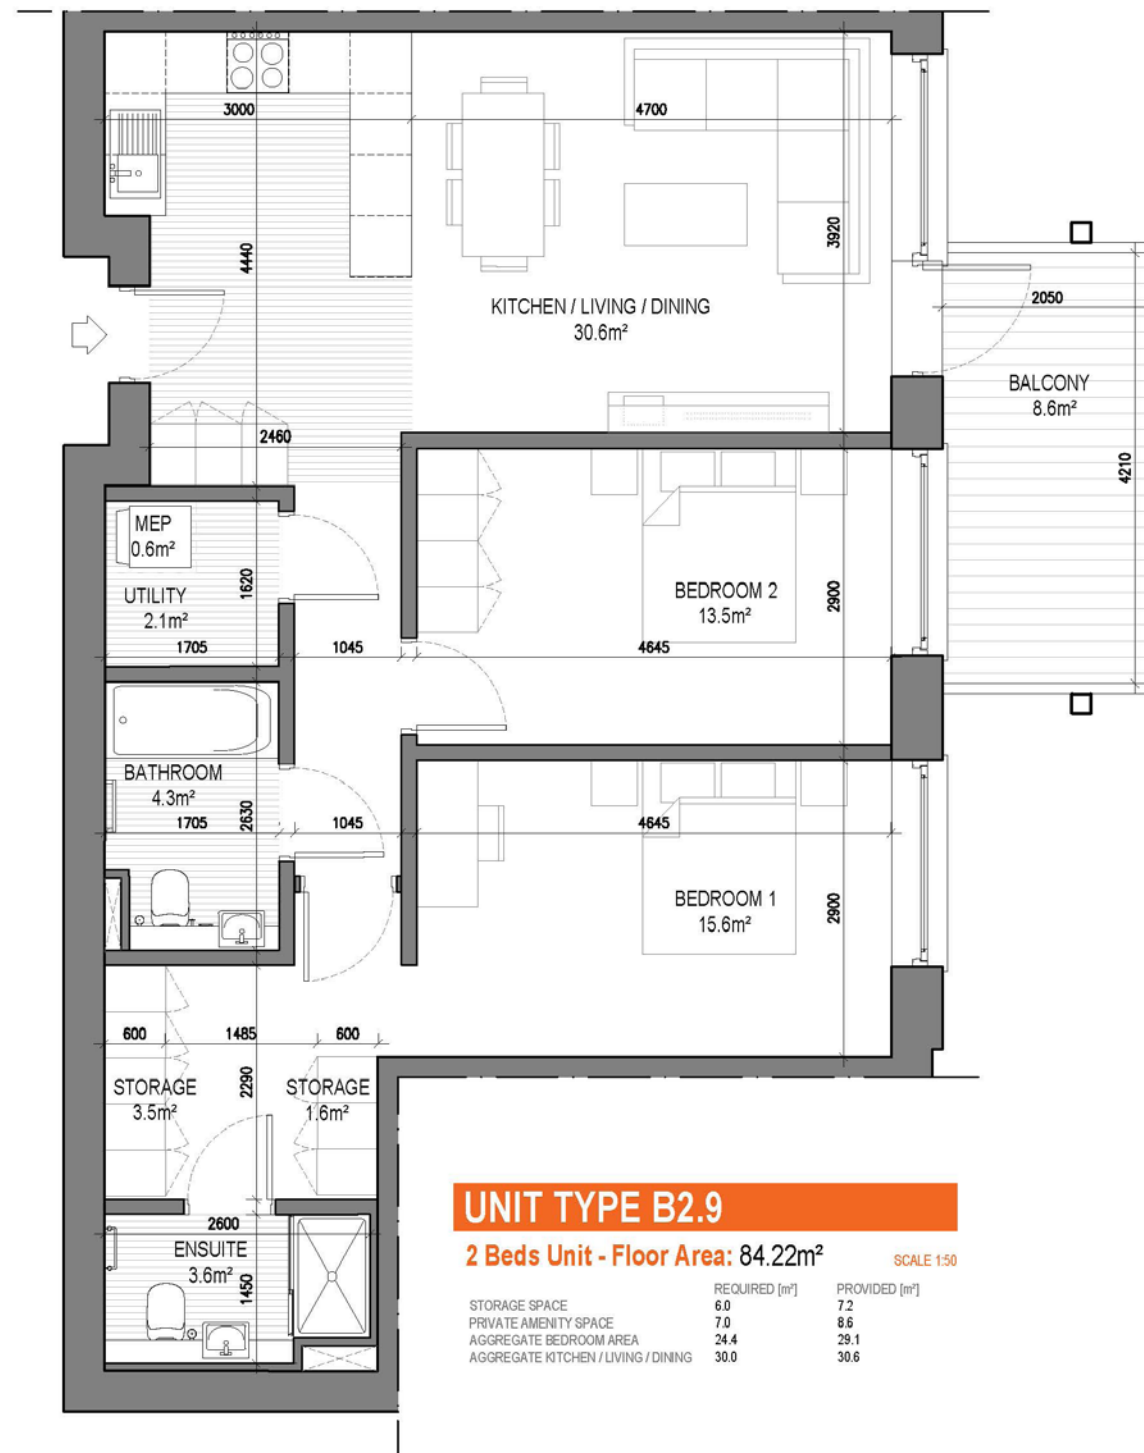 3000
4700
4440
3920
KITCHEN / LIVING / DINING
30.6m²
2050
BALCONY
8.6m²
4210
2460
MEP
0.6m²
UTILITY
2.1m²
1620
1705
1045
4645
BEDROOM 2
13.5m²
2900
BATHROOM
4.3m²
2630
1705
1045
4645
BEDROOM 1
15.6m²
2900
600
1485
600
STORAGE
3.5m²
2290
STORAGE
1.6m²
2600
ENSUITE
3.6m²
1450
UNIT TYPE B2.9
2 Beds Unit - Floor Area: 84.22m²
SCALE 1:50
REQUIRED [m²] PROVIDED [m²]
STORAGE SPACE 6.0 7.2
PRIVATE AMENITY SPACE 7.0 8.6
AGGREGATE BEDROOM AREA 24.4 29.1
AGGREGATE KITCHEN / LIVING / DINING 30.0 30.6